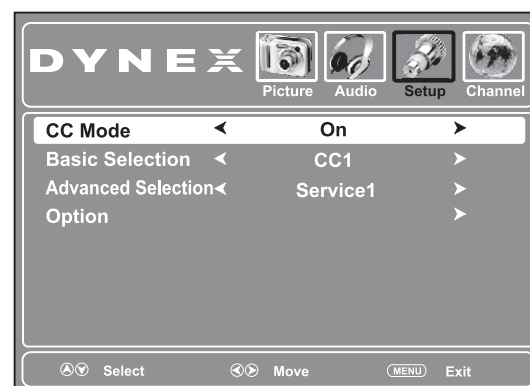 DYNEX
Picture Audio Setup Channel
CC Mode On
Basic Selection CC1
Advanced Selection Service1
Option
Select Move MENU Exit